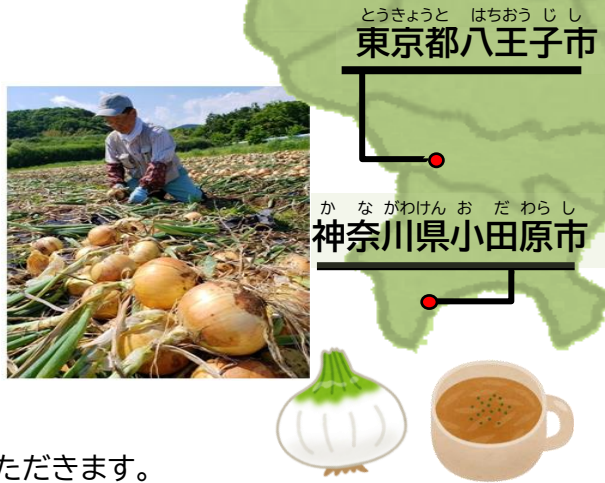 とうきょうと はちおうじし
東京都八王子市
かながわけんおだわらし
神奈川県小田原市
ただきます。